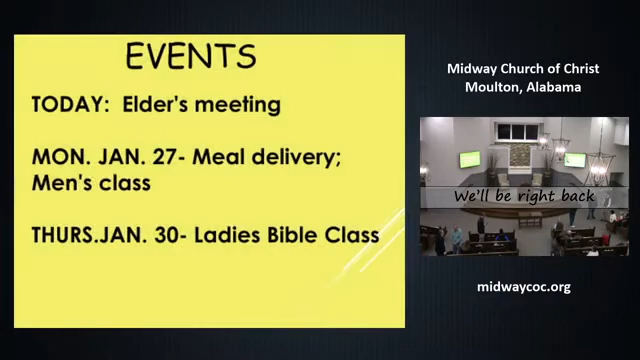 EVENTS
TODAY:  Elder's meeting
MON. JAN. 27- Meal delivery;
Men's class
THURS.JAN. 30- Ladies Bible Class
Midway Church of Christ
Moulton, Alabama
We'll be right back
midwaycoc.org